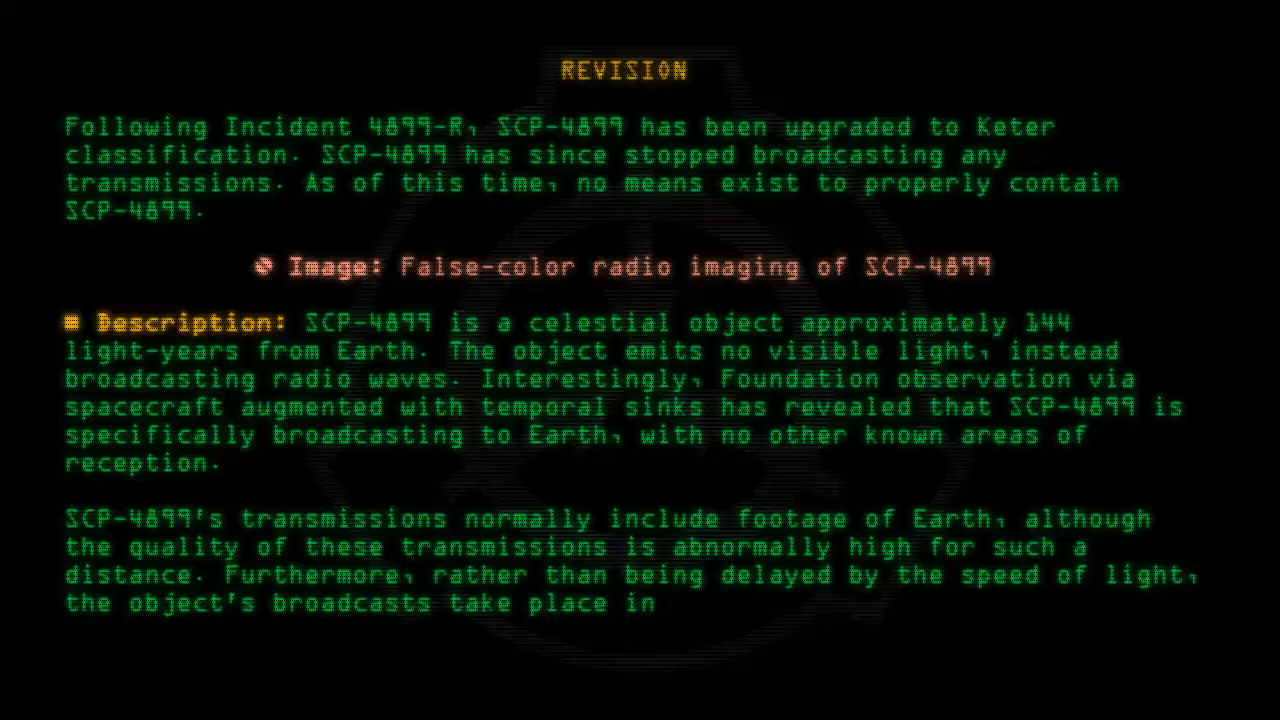 REVISION
Following Incident 4899-R, SCP-4899 has been upgraded to Keter
classification. SCP-4899 has since stopped broadcasting any
transmissions. As of this time, no means exist to properly contain
SCP-4899.
Image: False-color radio imaging of SCP-4899
Description: SCP-4899 is a celestial object approximately 144
light-years from Earth. The object emits no visible light, instead
broadcasting radio waves. Interestingly, Foundation observation via
spacecraft augmented with temporal sinks has revealed that SCP-4899 is
specifically broadcasting to Earth, with no other known areas of
reception.
SCP-4899's transmissions normally include footage of Earth, although
the quality of these transmissions is abnormally high for such a
distance. Furthermore, rather than being delayed by the speed of light,
the object's broadcasts take place in